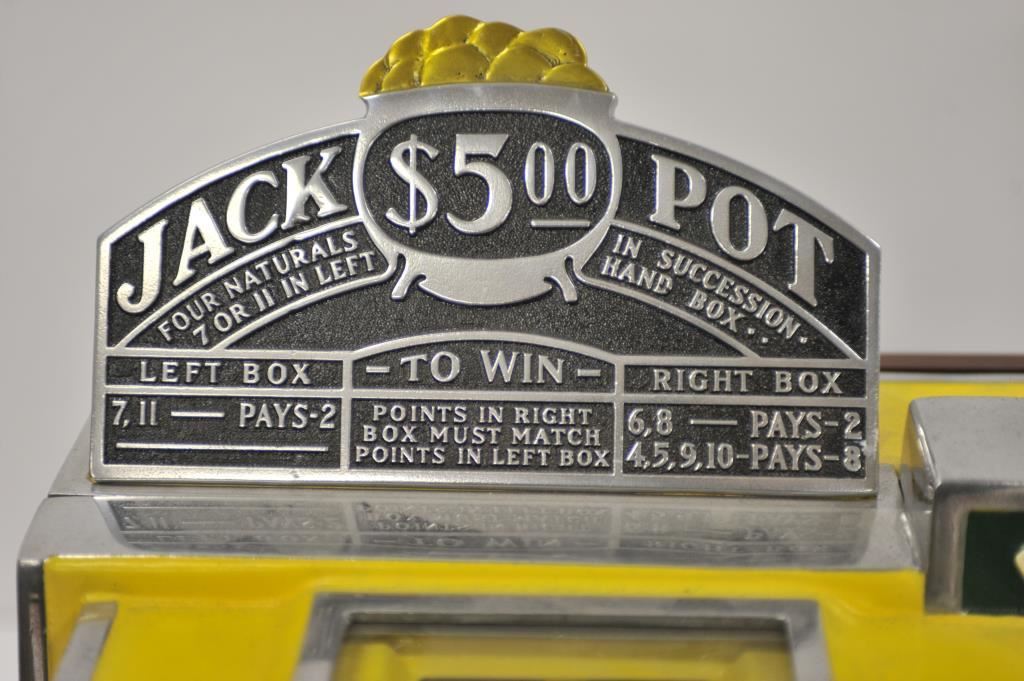 JACK $5.00 POT
FOUR NATURALS
7 OR 11 IN LEFT
IN SUCCESSION.
HAND BOX..
LEFT BOX
7, 11 — PAYS-2
- TO WIN -
POINTS IN RIGHT
BOX MUST MATCH
POINTS IN LEFT BOX
RIGHT BOX
6,8 — PAYS-2
4,5,9,10-PAYS-8